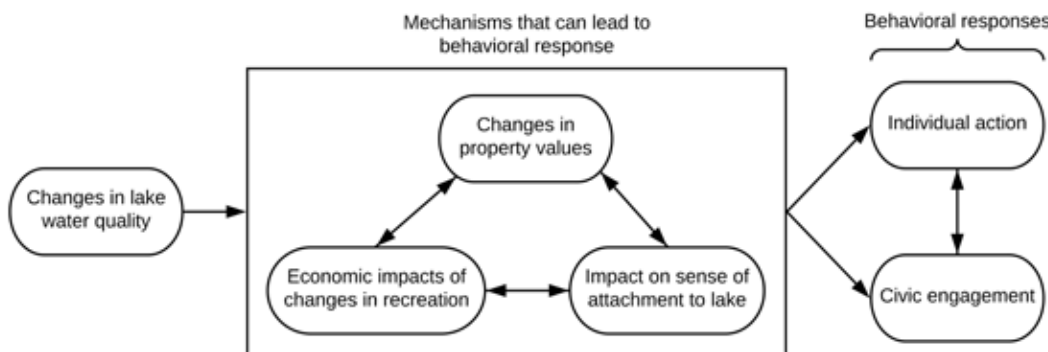 Mechanisms that can lead to
behavioral response
Behavioral responses
Changes in
property values
Individual action
Changes in lake
water quality
Economic impacts of
changes in recreation
Impact on sense of
attachment to lake
Civic engagement